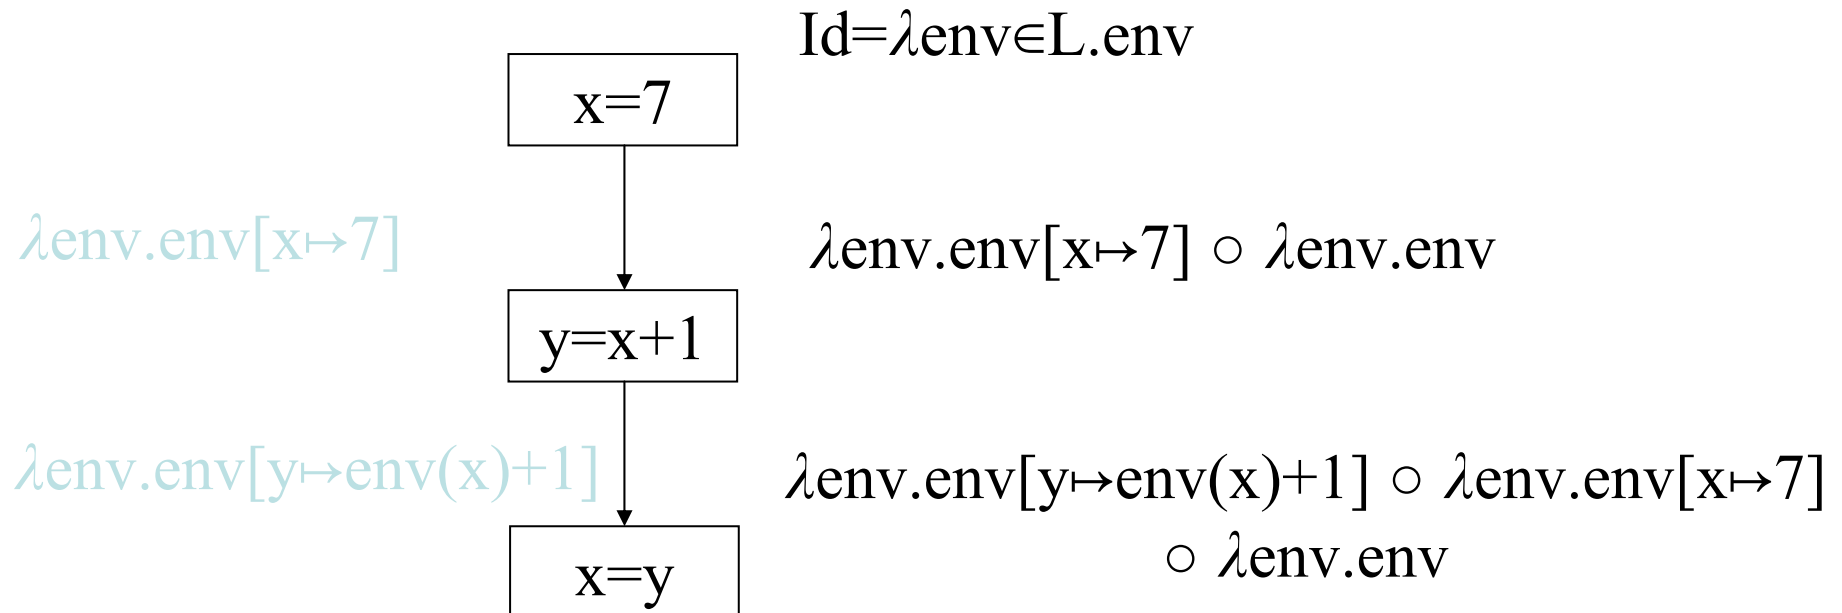 Id=λenv∈L.env
x=7
λenv.env[x↦7]
λenv.env[x↦7] ○ λenv.env
y=x+1
λenv.env[y↦env(x)+1]
λenv.env[y↦env(x)+1] ○ λenv.env[x↦7]
○ λenv.env
x=y